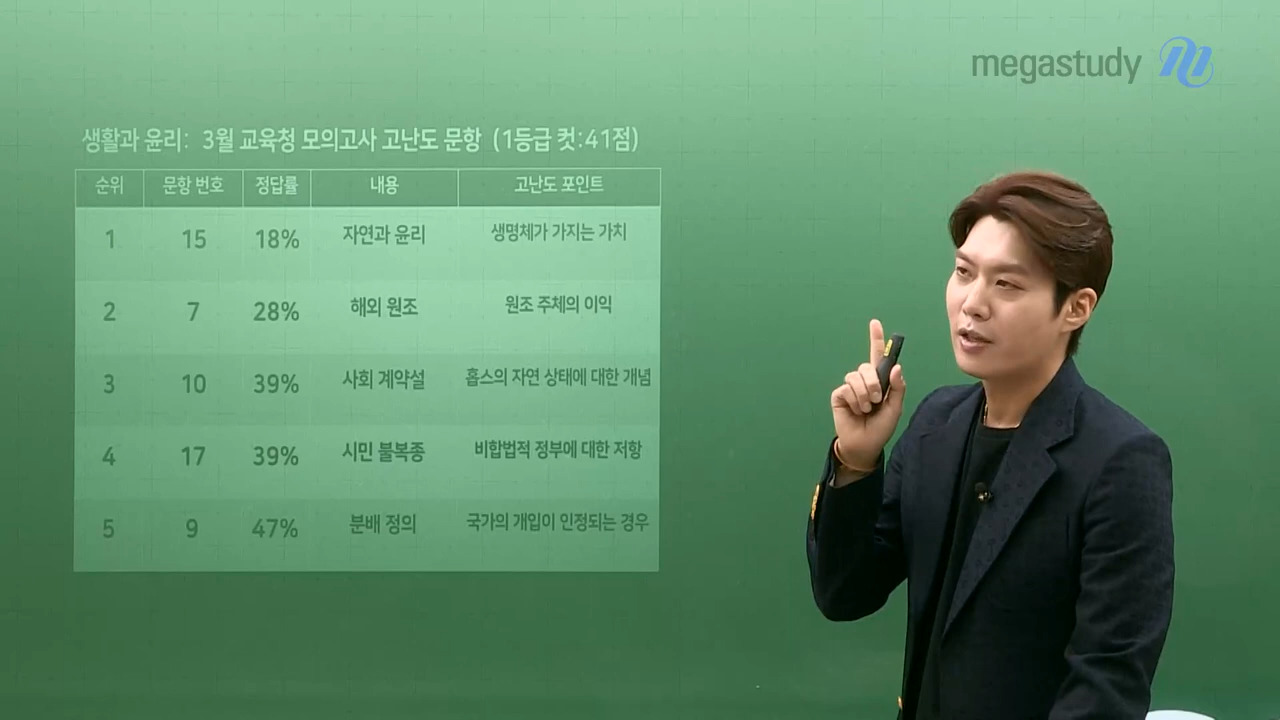 megastudy
생활과 윤리: 3월 교육청 모의고사 고난도 문항 (1등급 컷:41점)
순위 문항 번호 정답률 내용 고난도 포인트
1 15 18% 자연과 윤리 생명체가 가지는 가치
2 7 28% 해외 원조 원조 주체의 이익
3 10 39% 사회 계약설 홉스의 자연 상태에 대한 개념
4 17 39% 시민 불복종 비합법적 정부에 대한 저항
5 9 47% 분배 정의 국가의 개입이 인정되는 경우